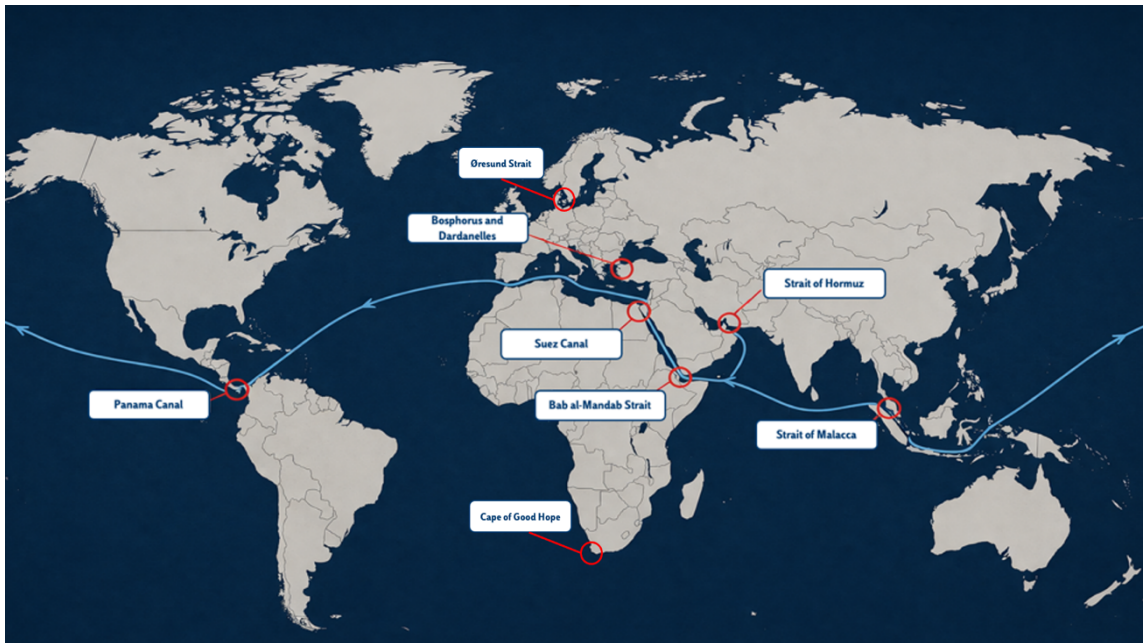 Øresund Strait
Bosphorus and
Dardanelles
Strait of Hormuz
Suez Canal
Panama Canal
Bab al-Mandab Strait
Strait of Malacca
Cape of Good Hope